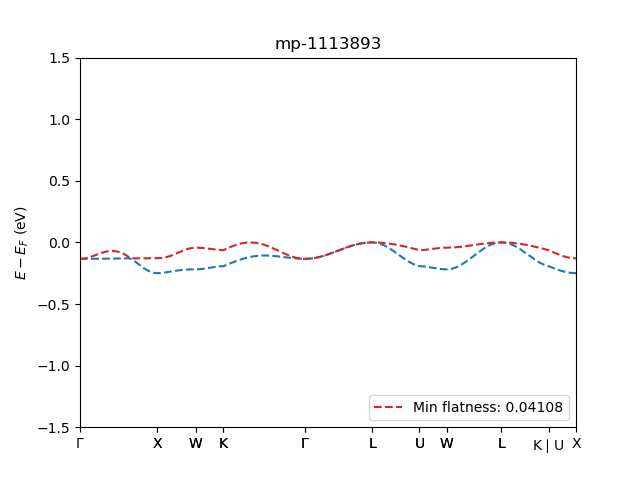 mp-1113893
E − E_F (eV)
1.5
1.0
0.5
0.0
−0.5
−1.0
−1.5
Min flatness: 0.04108
Γ X W K Γ L U W L K | U X